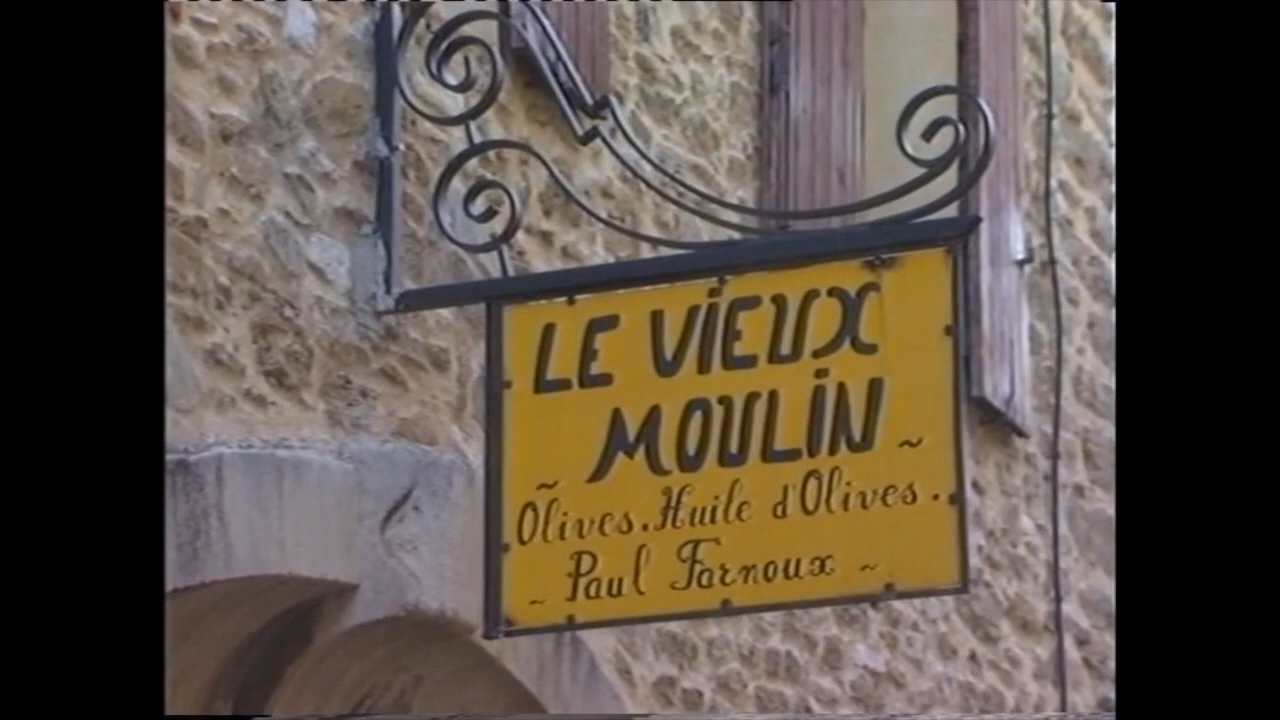 LE VIEUX
MOULIN ~
~
Olives. Huile d'Olives.
~ Paul Farnoux ~